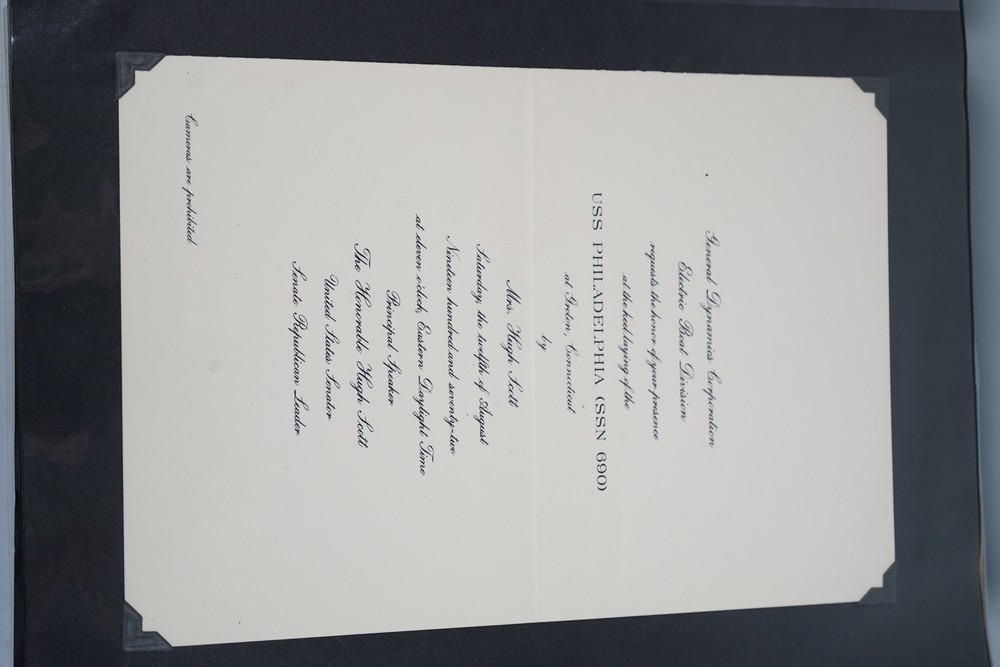 General Dynamics Corporation
Electric Boat Division
requests the honor of your presence
at the keel laying of the
USS PHILADELPHIA (SSN 690)
at Groton, Connecticut
by
Mrs. Hugh Scott
Saturday, the twelfth of August
Nineteen hundred and seventy-two
at eleven o'clock, Eastern Daylight Time
Principal Speaker
The Honorable Hugh Scott
United States Senator
Senate Republican Leader
Cameras are prohibited